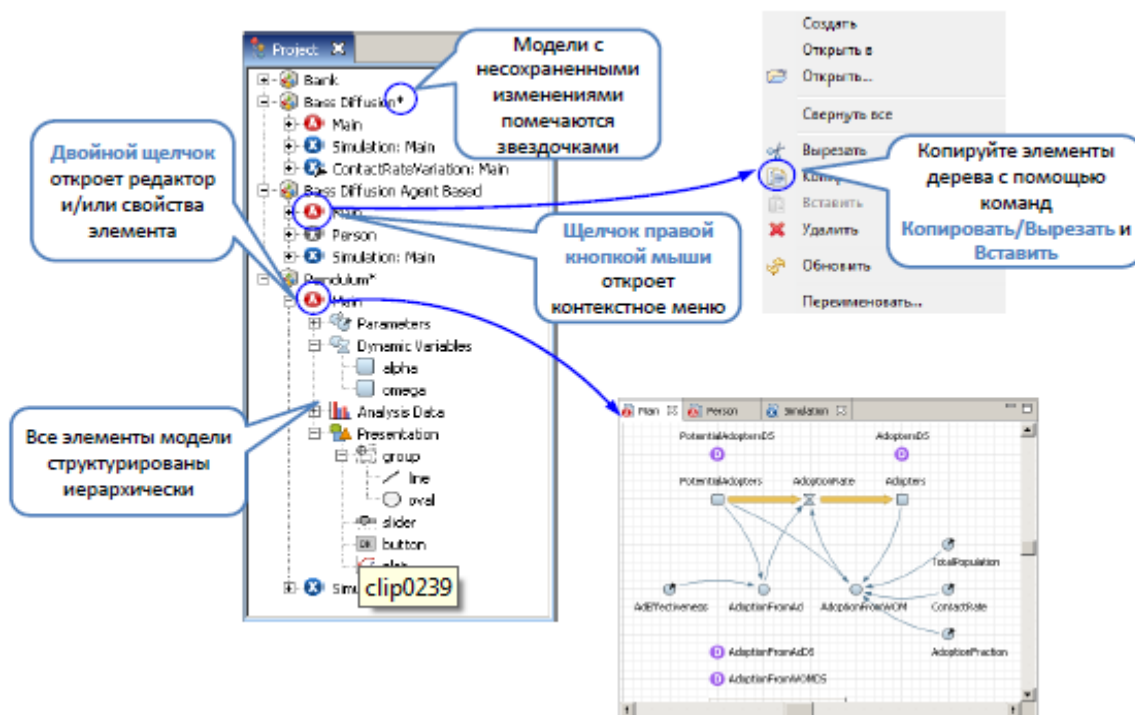 Project
Bank
Bass Diffusion*
Main
Simulation: Main
ContactRateVariation: Main
Bass Diffusion Agent Based
Main
Person
Simulation: Main
Pendulum*
Main
Parameters
Dynamic Variables
alpha
omega
Analysis Data
Presentation
group
line
oval
slider
button
clip0239
Модели с
несохраненными
изменениями
помечаются
звездочками
Двойной щелчок
откроет редактор
и/или свойства
элемента
Щелчок правой
кнопкой мыши
откроет
контекстное меню
Все элементы модели
структурированы
иерархически
Создать
Открыть в
Открыть...
Свернуть все
Вырезать
Вставить
Удалить
Обновить
Переименовать...
Копируйте элементы
дерева с помощью
команд
Копировать/Вырезать и
Вставить
Main Person Simulation
PotentialAdoptersDS AdoptersDS
PotentialAdopters AdoptionRate Adopters
TotalPopulation
AdEffectiveness AdoptionFromAd AdoptionFromWOM ContactRate
AdoptionFraction
AdoptionFromAdDS
AdoptionFromWOMDS